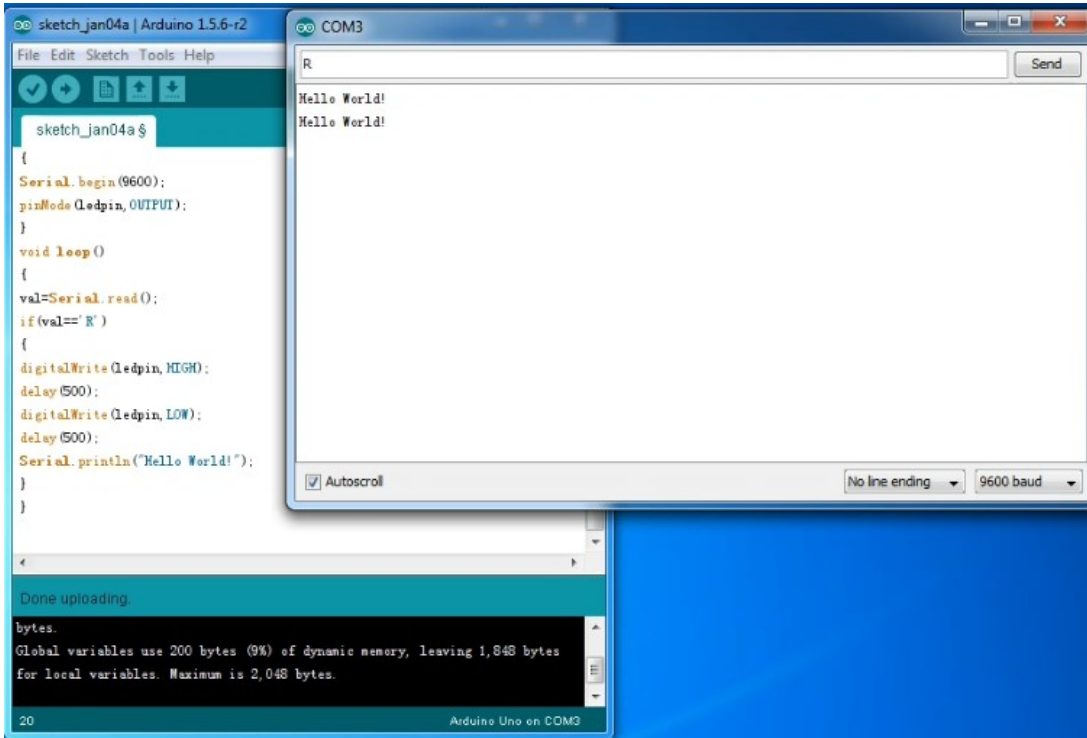 sketch_jan04a | Arduino 1.5.6-r2
File Edit Sketch Tools Help
sketch_jan04a §
{
Serial.begin(9600);
pinMode(ledpin,OUTPUT);
}
void loop()
{
val=Serial.read();
if(val=='R')
{
digitalWrite(ledpin,HIGH);
delay(500);
digitalWrite(ledpin,LOW);
delay(500);
Serial.println("Hello World!");
}
}
Done uploading.
bytes.
Global variables use 200 bytes (9%) of dynamic memory, leaving 1,848 bytes
for local variables. Maximum is 2,048 bytes.
20 Arduino Uno on COM3
COM3
R Send
Hello World!
Hello World!
Autoscroll No line ending 9600 baud